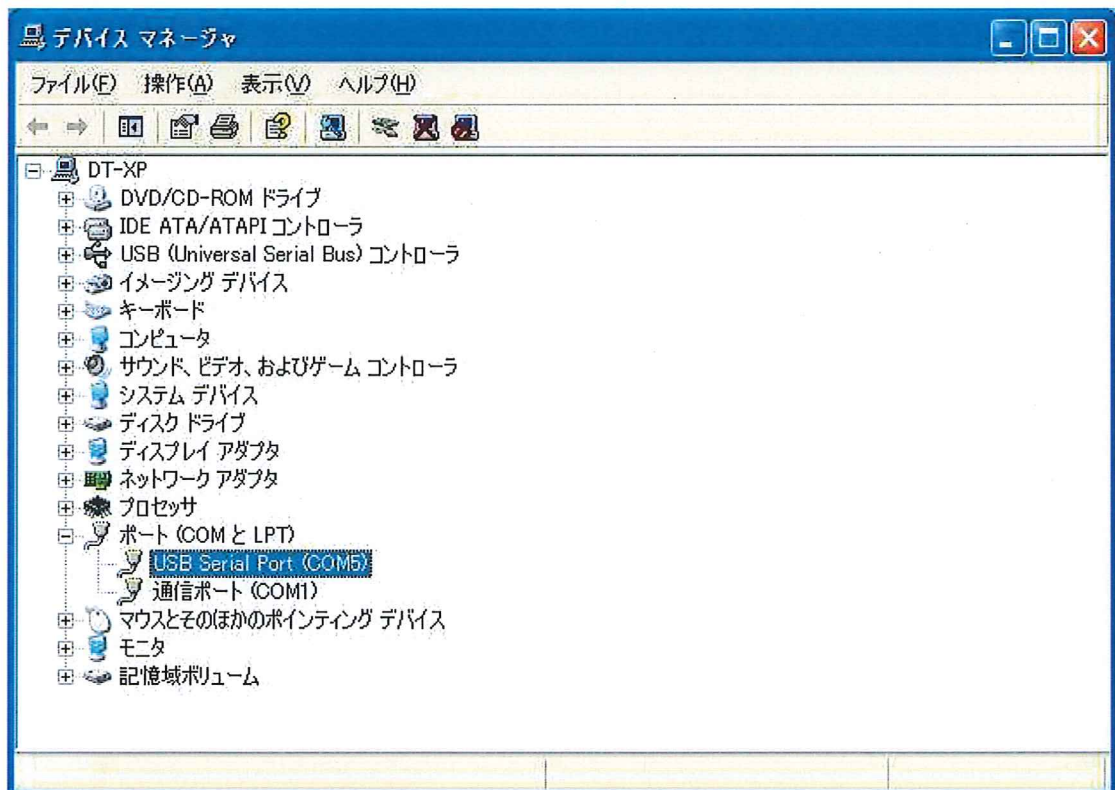 デバイス マネージャ
ファイル(F) 操作(A) 表示(V) ヘルプ(H)
DT-XP
DVD/CD-ROM ドライブ
IDE ATA/ATAPI コントローラ
USB (Universal Serial Bus) コントローラ
イメージング デバイス
キーボード
コンピュータ
サウンド、ビデオ、およびゲーム コントローラ
システム デバイス
ディスク ドライブ
ディスプレイ アダプタ
ネットワーク アダプタ
プロセッサ
ポート (COM と LPT)
USB Serial Port (COM5)
通信ポート (COM1)
マウスとそのほかのポインティング デバイス
モニタ
記憶域ボリューム